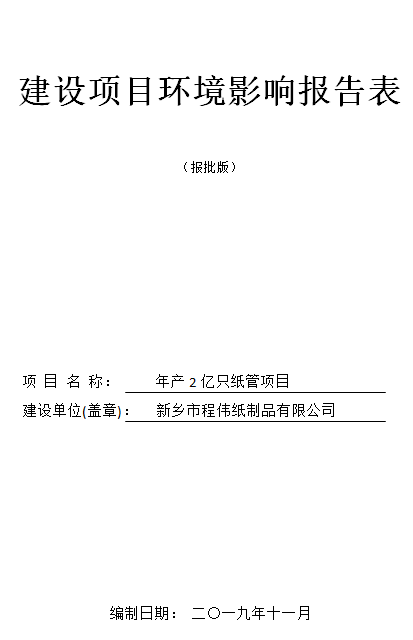 建设项目环境影响报告表
（报批版）
项 目 名 称： 年产 2 亿只纸管项目
建设单位(盖章)： 新乡市程伟纸制品有限公司
编制日期： 二〇一九年十一月